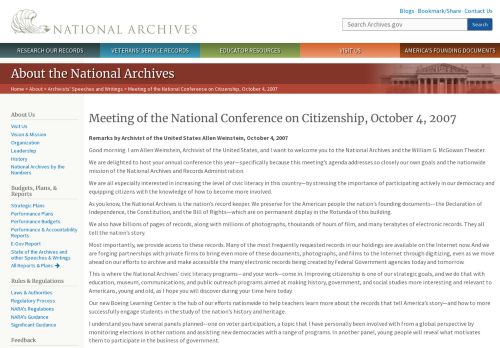 NATIONAL ARCHIVES
Blogs · Bookmark/Share · Contact Us
Search Archives.gov
Search
RESEARCH OUR RECORDS
VETERANS' SERVICE RECORDS
EDUCATOR RESOURCES
VISIT US
AMERICA'S FOUNDING DOCUMENTS
About the National Archives
Home > About > Archivists' Speeches and Writings > Meeting of the National Conference on Citizenship, October 4, 2007
About Us
Visit Us
Vision & Mission
Organization
Leadership
History
National Archives by the
Numbers
Budgets, Plans, &
Reports
Strategic Plans
Performance Plans
Performance Budgets
Performance & Accountability
Reports
E-Gov Report
State of the Archives and
other Speeches & Writings
All Reports & Plans
Rules & Regulations
Laws & Authorities
Regulatory Process
NARA's Regulations
NARA's Guidance
Significant Guidance
Feedback
Meeting of the National Conference on Citizenship, October 4, 2007
Remarks by Archivist of the United States Allen Weinstein, October 4, 2007
Good morning. I am Allen Weinstein, Archivist of the United States, and I want to welcome you to the National Archives and the William G. McGowan Theater.
We are delighted to host your annual conference this year—specifically because this meeting's agenda addresses so closely our own goals and the nationwide
mission of the National Archives and Records Administration.
We are all especially interested in increasing the level of civic literacy in this country—by stressing the importance of participating actively in our democracy and
equipping citizens with the knowledge of how to become more involved.
As you know, the National Archives is the nation's record keeper. We preserve for the American people the nation's founding documents—the Declaration of
Independence, the Constitution, and the Bill of Rights—which are on permanent display in the Rotunda of this building.
We also have billions of pages of records, along with millions of photographs, thousands of hours of film, and many terabytes of electronic records. They all
tell the nation's story.
Most importantly, we provide access to these records. Many of the most frequently requested records in our holdings are available on the Internet now. And we
are forging partnerships with private firms to bring even more of these documents, photographs, and films to the Internet through digitizing, even as we move
ahead on our efforts to archive and make accessible the many electronic records being created by Federal Government agencies today and tomorrow.
This is where the National Archives' civic literacy programs—and your work—come in. Improving citizenship is one of our strategic goals, and we do that with
education, museum, communications, and public outreach programs aimed at making history, government, and social studies more interesting and relevant to
Americans, young and old, as I hope you will discover during your time here today.
Our new Boeing Learning Center is the hub of our efforts nationwide to help teachers learn more about the records that tell America's story—and how to more
successfully engage students in the study of the nation's history and heritage.
I understand you have several panels planned—one on voter participation, a topic that I have personally been involved with from a global perspective by
monitoring elections in other nations and assisting new democracies with a range of programs. In another panel, young people will reveal what motivates
them to participate in the business of government.